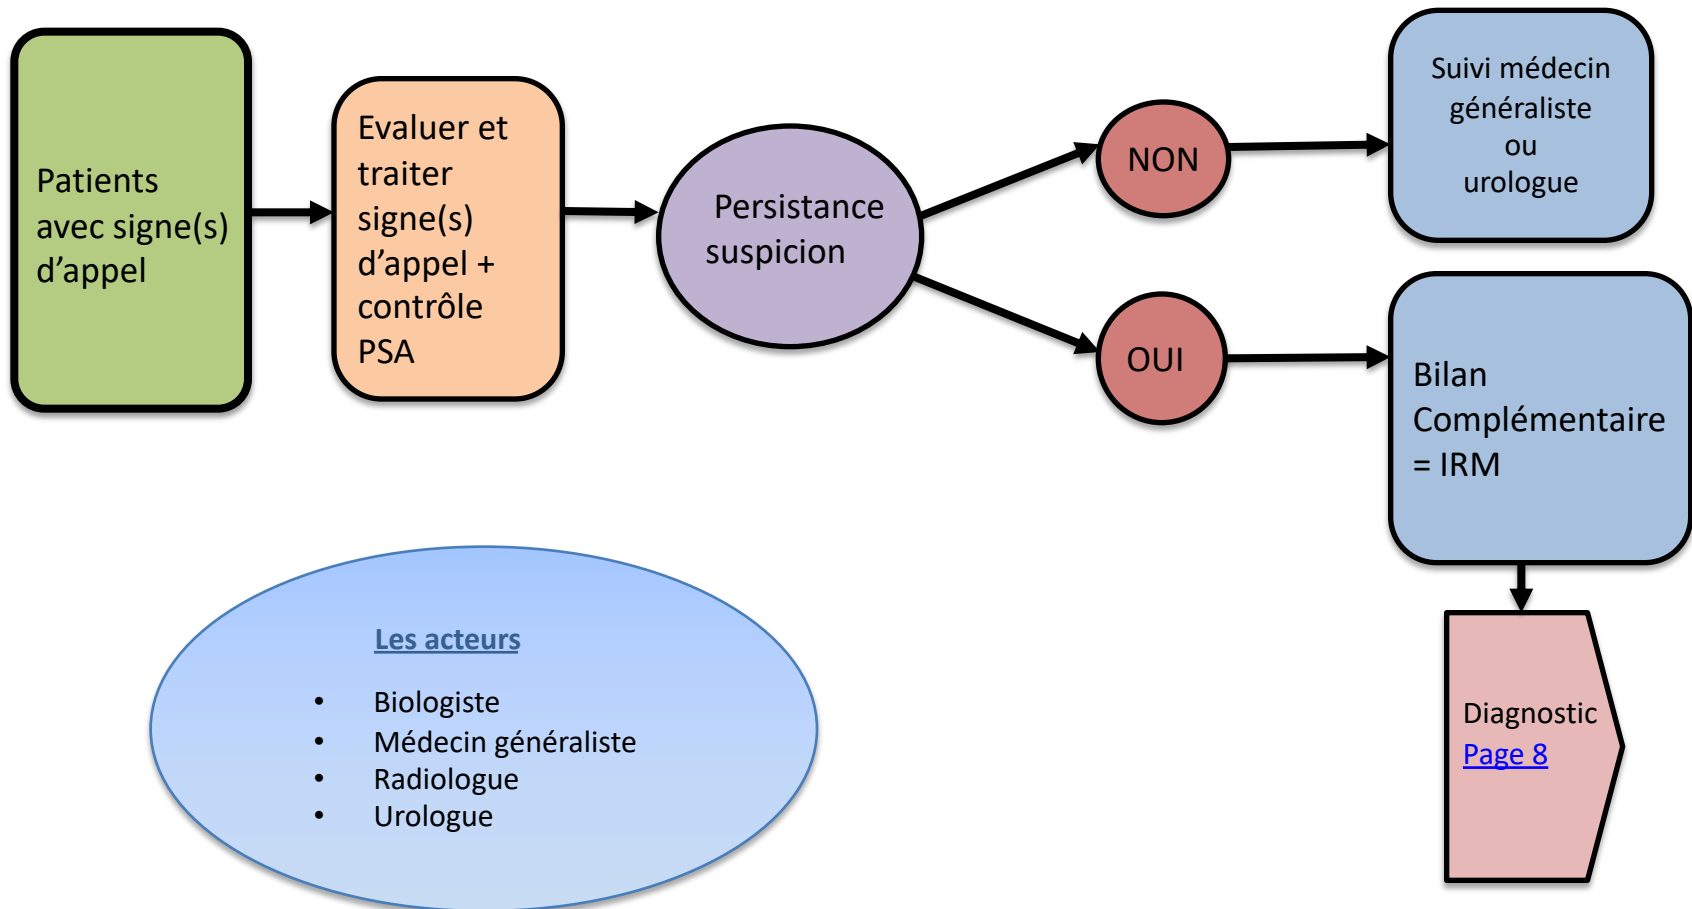 Patients
avec signe(s)
d’appel
Evaluer et
traiter
signe(s)
d’appel +
contrôle
PSA
Persistance
suspicion
NON
Suivi médecin
généraliste
ou
urologue
OUI
Bilan
Complémentaire
= IRM
Diagnostic
Page 8
Les acteurs
• Biologiste
• Médecin généraliste
• Radiologue
• Urologue